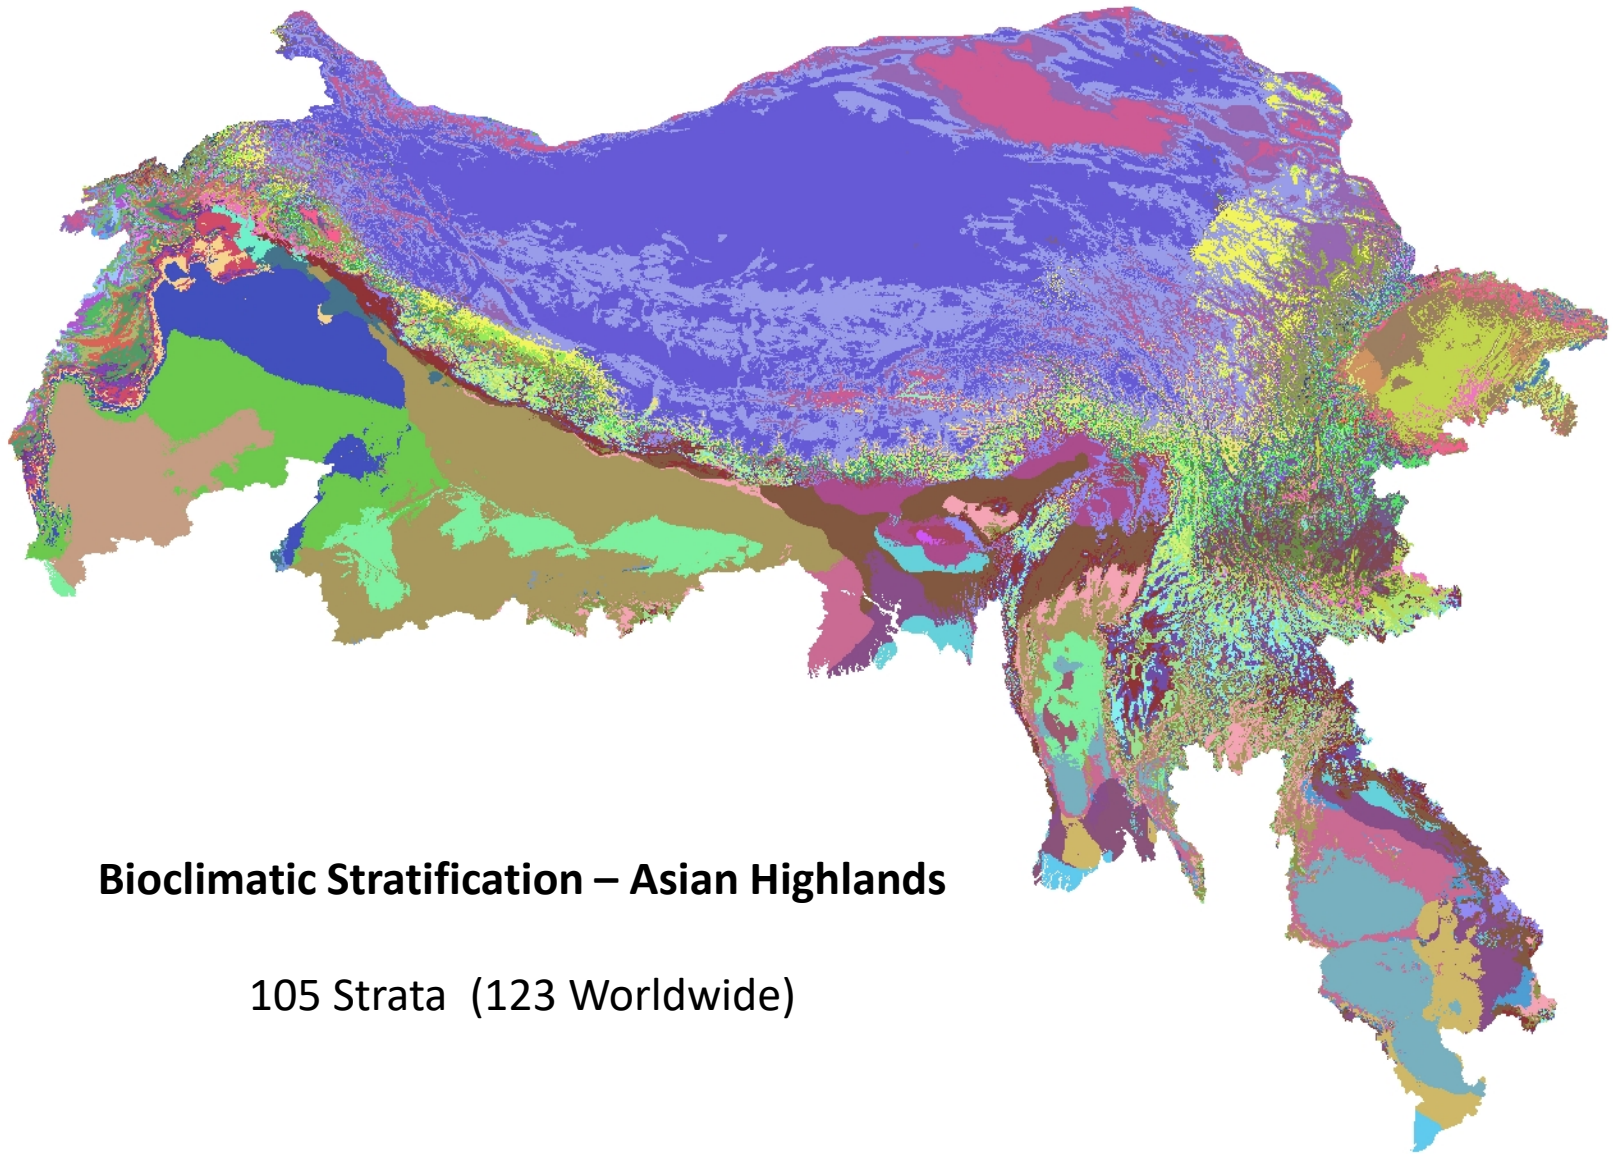 Bioclimatic Stratification – Asian Highlands
105 Strata (123 Worldwide)